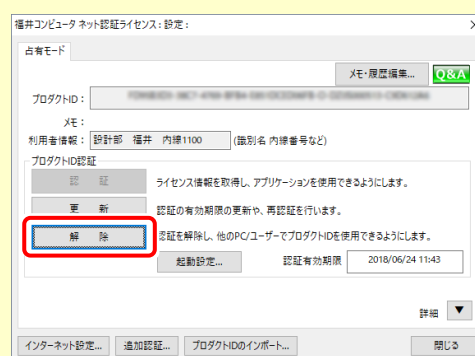 福井コンピュータ ネット認証ライセンス : 設定 :
占有モード
メモ・履歴編集... Q&A
プロダクトID :
メモ :
利用者情報 : 設計部 福井 内線1100 (識別名 内線番号など)
プロダクトID認証
認 証 ライセンス情報を取得し、アプリケーションを使用できるようにします。
更 新 認証の有効期限の更新や、再認証を行います。
解 除 認証を解除し、他のPC/ユーザーでプロダクトIDを使用できるようにします。
起動設定... 認証有効期限 2018/06/24 11:43
詳細 ▼
インターネット設定... 追加認証... プロダクトIDのインポート... 閉じる